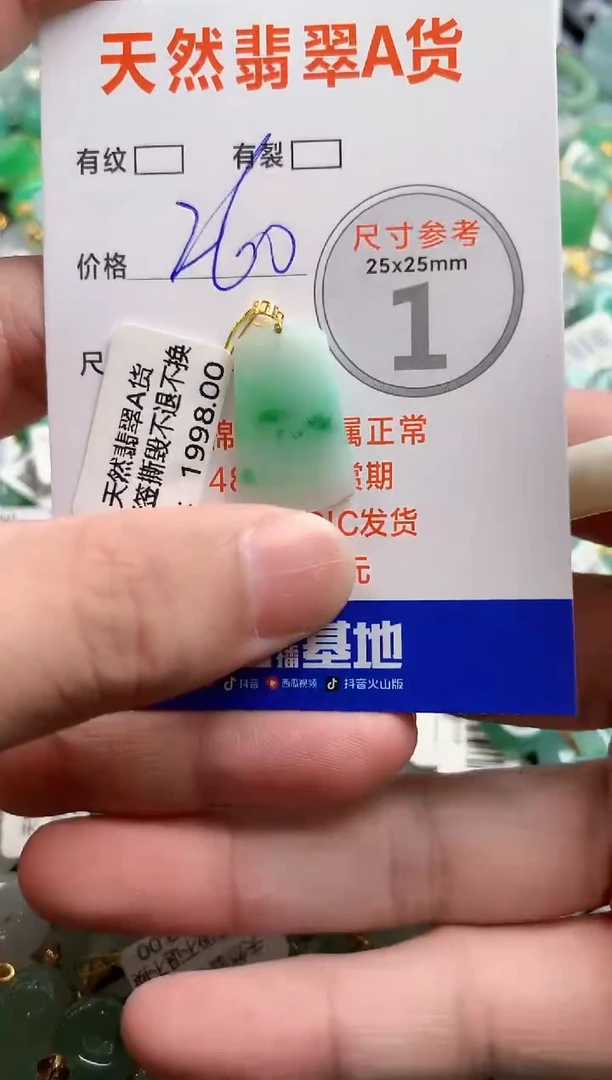 天然翡翠A货
有纹 有裂
尺寸参考
25x25mm
1
价格 260
尺
天然翡翠A货
撕毁不退不换
1998.00
棉 属正常
48 赏期
IC发货
元
播基地
抖音 西瓜视频 抖音火山版